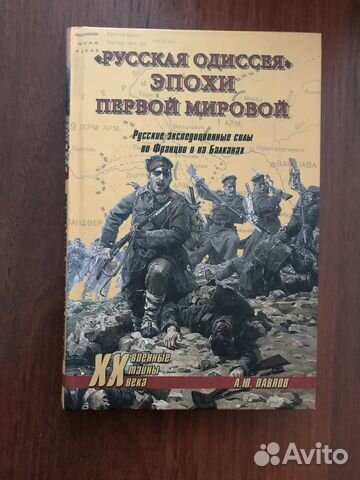 «РУССКАЯ ОДИССЕЯ»
ЭПОХИ
ПЕРВОЙ МИРОВОЙ
Русские экспедиционные силы
во Франции и на Балканах
XX
ВОЕННЫЕ
ТАЙНЫ
ВЕКА
А.Ю. ПАВЛОВ
Avito